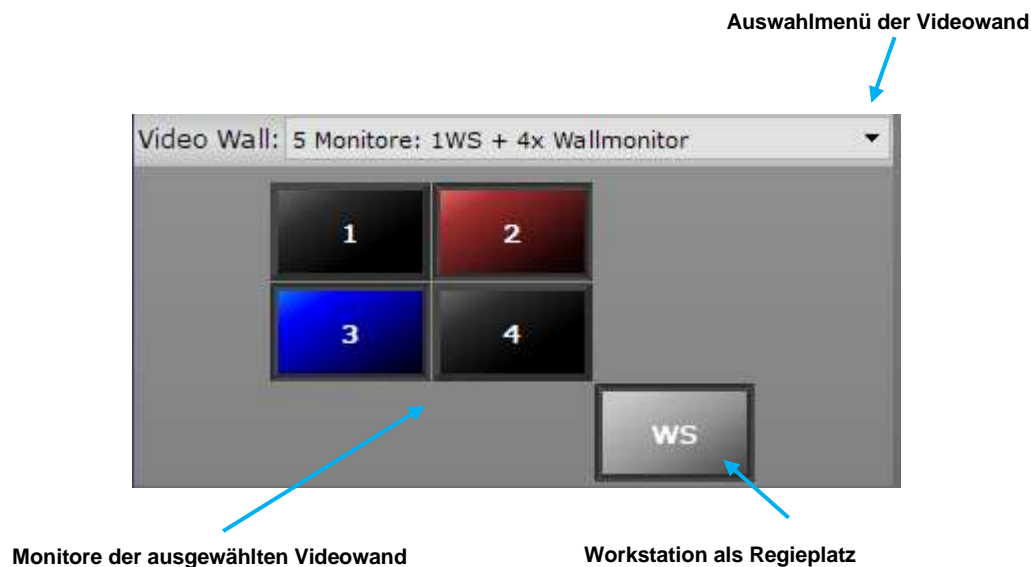 Auswahlmenü der Videowand
Video Wall: 5 Monitore: 1WS + 4x Wallmonitor
1 2
3 4
WS
Monitore der ausgewählten Videowand
Workstation als Regieplatz